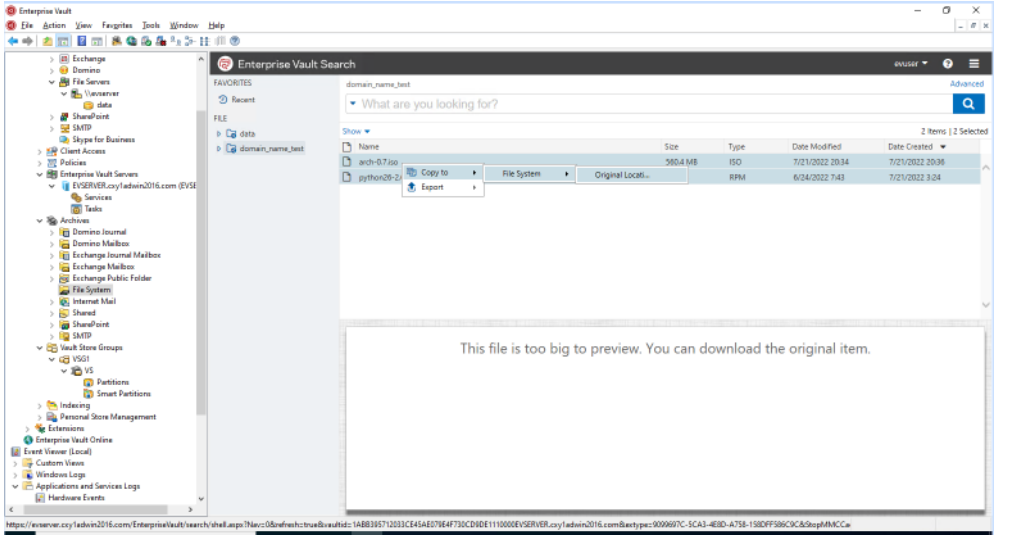 Enterprise Vault
File Action View Favorites Tools Window Help
Exchange
Domino
File Servers
\\evserver
data
SharePoint
SMTP
Skype for Business
Client Access
Policies
Enterprise Vault Servers
EVSERVER.cxy1adwin2016.com (EVSE
Services
Tasks
Archives
Domino Journal
Domino Mailbox
Exchange Journal Mailbox
Exchange Mailbox
Exchange Public Folder
File System
Internet Mail
Shared
SharePoint
SMTP
Vault Store Groups
VSG1
VS
Partitions
Smart Partitions
Indexing
Personal Store Management
Extensions
Enterprise Vault Online
Event Viewer (Local)
Custom Views
Windows Logs
Applications and Services Logs
Hardware Events
Enterprise Vault Search
evuser
FAVORITES
Recent
FILE
data
domain_name_test
domain_name_test
Advanced
What are you looking for?
Show
2 Items | 2 Selected
Name Size Type Date Modified Date Created
arch-0.7.iso 560.4 MB ISO 7/21/2022 20:34 7/21/2022 20:36
python26-2. RPM 6/24/2022 7:43 7/21/2022 3:24
Copy to File System Original Locati...
Export
This file is too big to preview. You can download the original item.